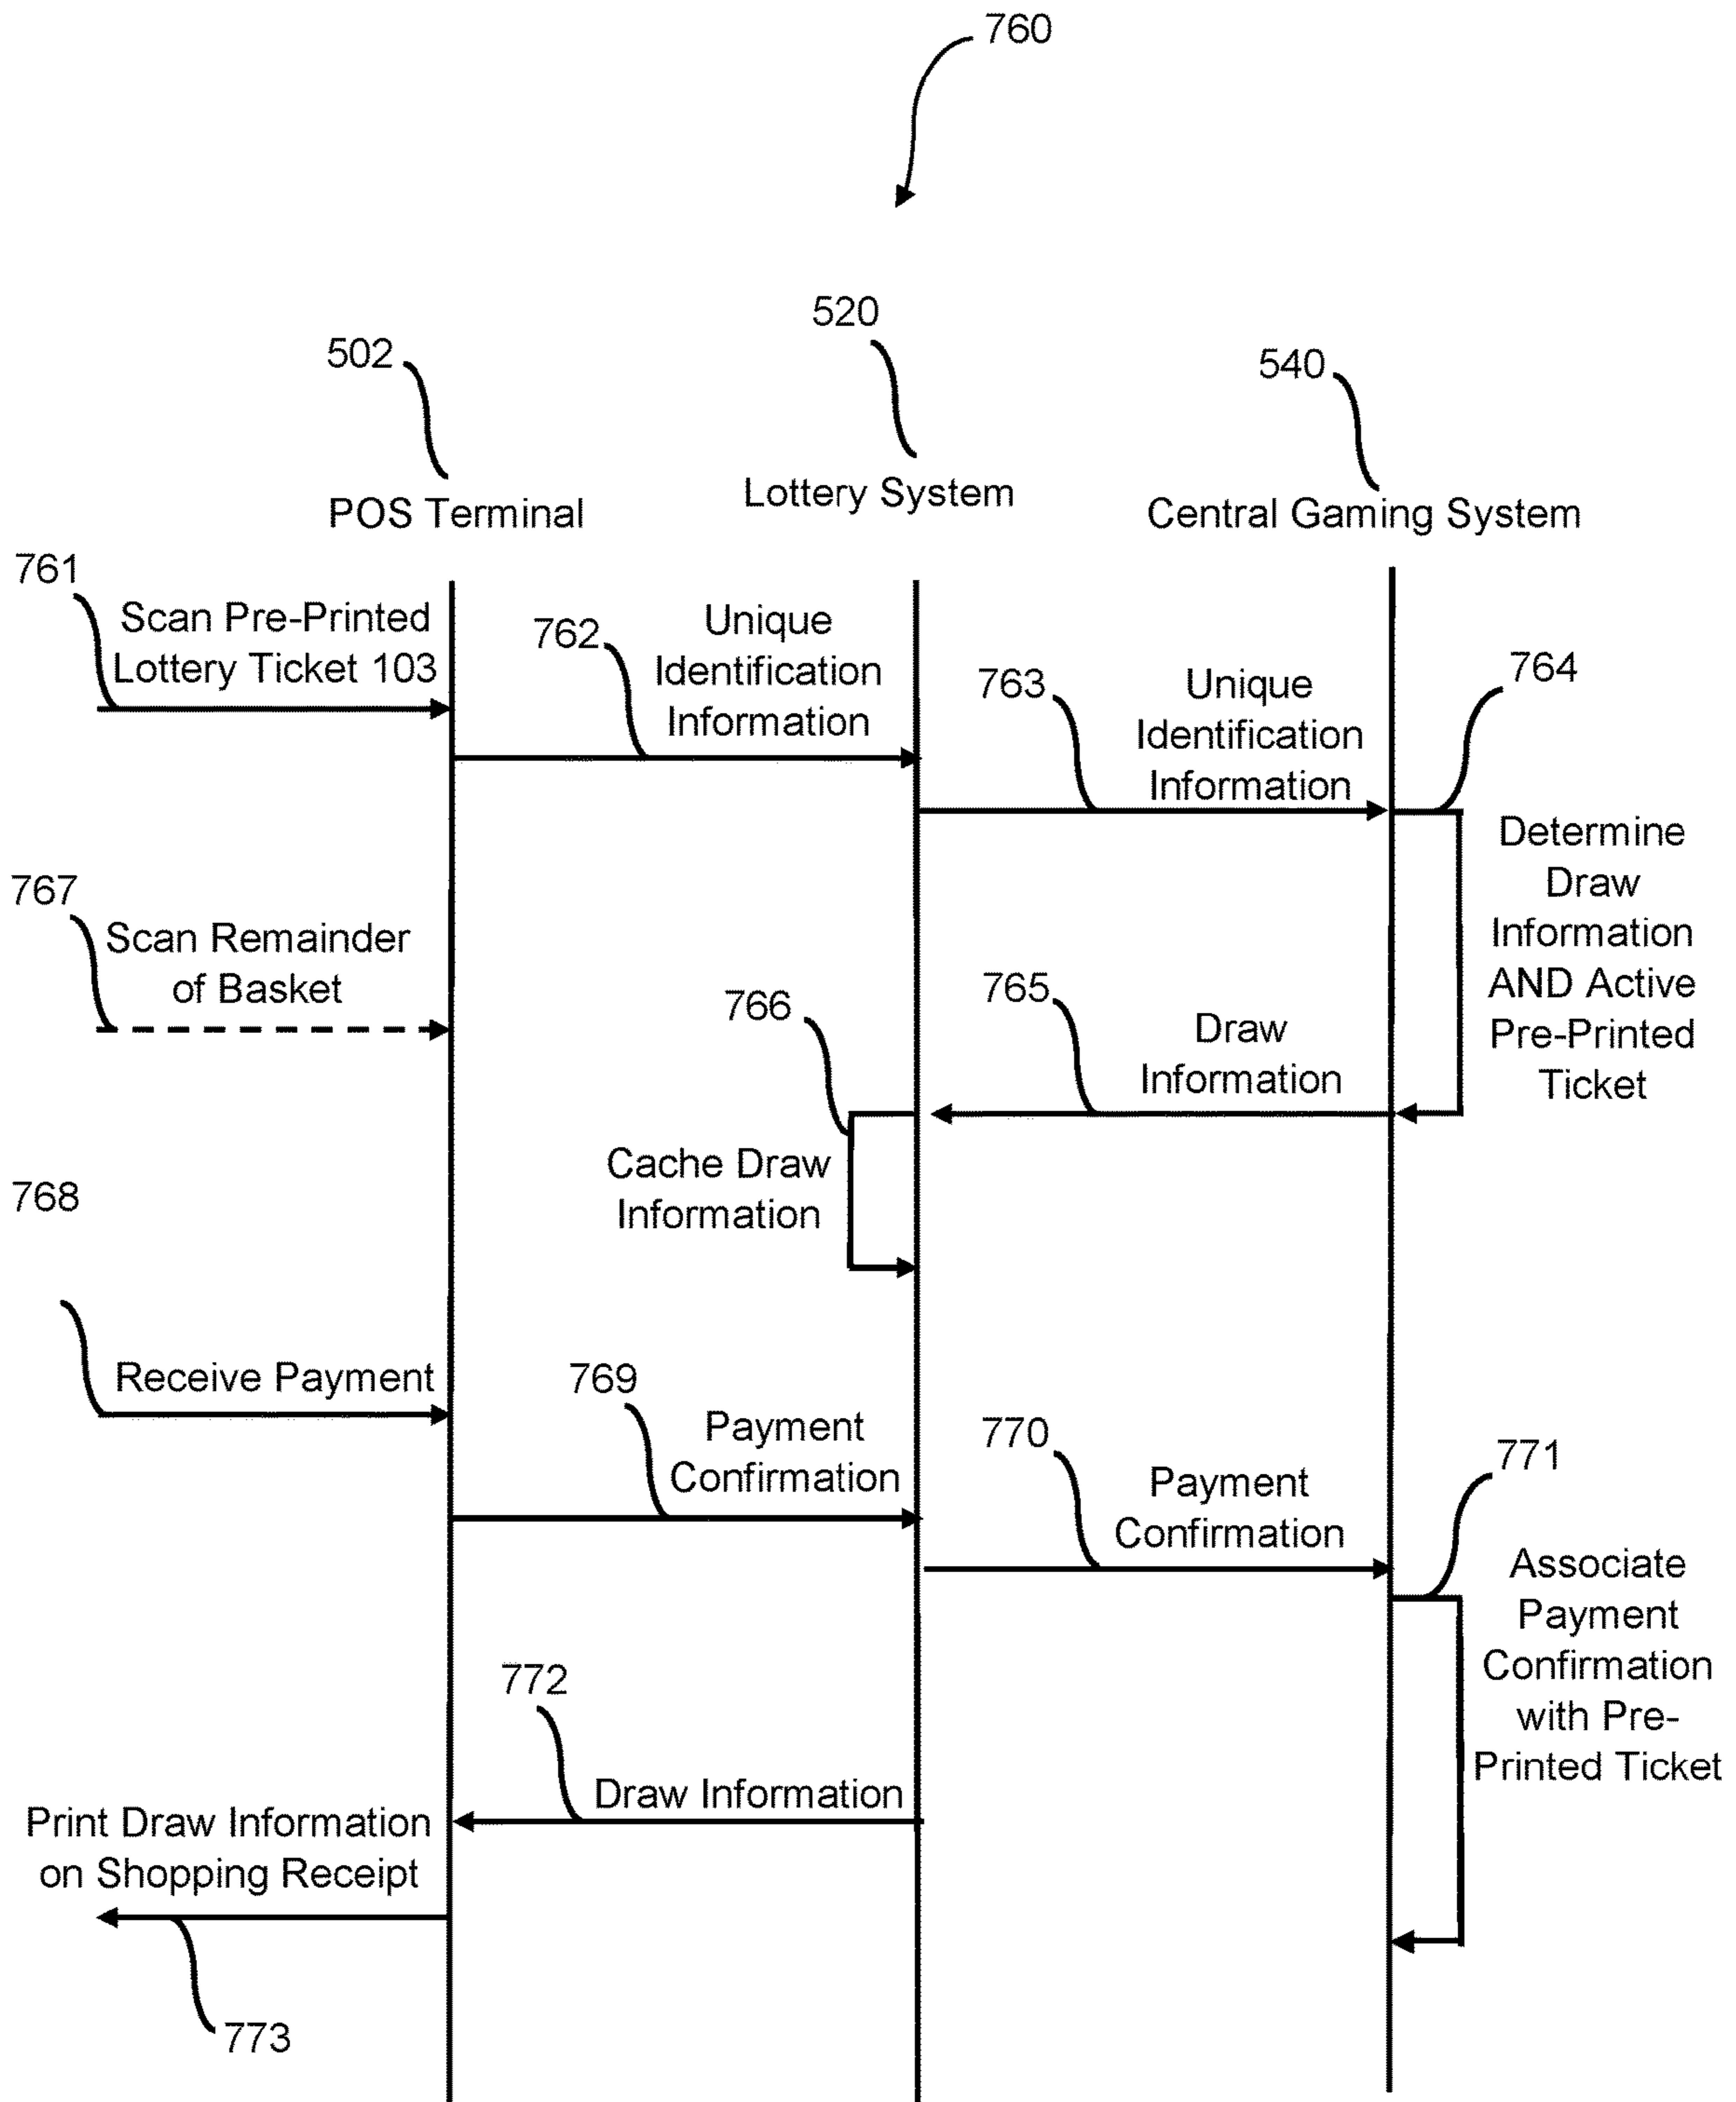 760
520
502
540
Lottery System
POS Terminal
Central Gaming System
761
Scan Pre-Printed
Lottery Ticket 103
762
Unique
Identification
Information
763
Unique
Identification
Information
764
Determine
Draw
Information
AND Active
Pre-Printed
Ticket
767
Scan Remainder
of Basket
766
765
Draw
Information
Cache Draw
Information
768
Receive Payment
769
Payment
Confirmation
770
Payment
Confirmation
771
Associate
Payment
Confirmation
with Pre-
Printed Ticket
772
Draw Information
Print Draw Information
on Shopping Receipt
773